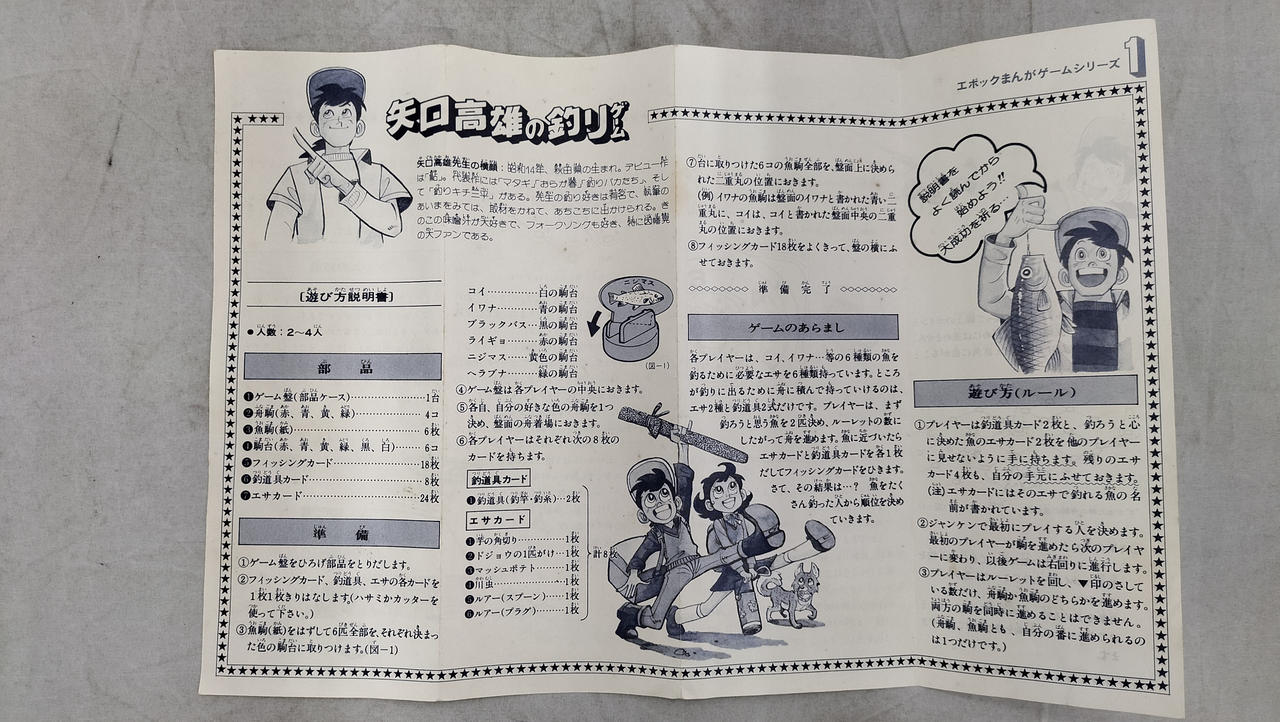 エポックまんがゲームシリーズ 1
矢口高雄の釣りゲーム
矢口高雄先生の横顔：昭和14年、秋田県の生まれ。デビュー作
は「鮎」。代表作には「マタギ」「おらが春」「釣りバカたち」、そし
て「釣りキチ三平」がある。先生の釣り好きは有名で、執筆の
あいまをみては、取材をかねて、あちこちに出かけられる。き
のこの味噌汁が大好きで、フォークソングも好き、特に因幡晃
の大ファンである。
〔遊び方説明書〕
●人数：2〜4人
部品
❶ゲーム盤(部品ケース)…………1台
❷舟駒(赤、青、黄、緑)…………4コ
❸魚駒(紙)…………6枚
❹駒台(赤、青、黄、緑、黒、白)…………6コ
❺フィッシングカード…………18枚
❻釣道具カード…………8枚
❼エサカード…………24枚
準備
①ゲーム盤をひろげ部品をとりだします。
②フィッシングカード、釣道具、エサの各カードを
1枚1枚きりはなします。(ハサミかカッターを
使って下さい。)
③魚駒(紙)をはずして6匹全部を、それぞれ決まっ
た色の駒台に取りつけます。(図−1)
コイ…………白の駒台
イワナ…………青の駒台
ブラックバス…黒の駒台
ライギョ…………赤の駒台
ニジマス………黄色の駒台
ヘラブナ…………緑の駒台
ニジマス
(図−1)
④ゲーム盤は各プレイヤーの中央におきます。
⑤各自、自分の好きな色の舟駒を1つ
決め、盤面の舟着場におきます。
⑥各プレイヤーはそれぞれ次の8枚の
カードを持ちます。
釣道具カード
❶釣道具(釣竿・釣糸)…2枚
エサカード
❶芋の角切り…………1枚
❷ドジョウの1匹がけ…1枚
❸マッシュポテト………1枚
❹川虫…………1枚
❺ルアー(スプーン)……1枚
❻ルアー(プラグ)………1枚
計8枚
⑦台に取りつけた6コの魚駒全部を、盤面上に決めら
れた二重丸の位置におきます。
(例)イワナの魚駒は盤面のイワナと書かれた青い二
重丸に、コイは、コイと書かれた盤面中央の二重
丸の位置におきます。
⑧フィッシングカード18枚をよくきって、盤の横にふ
せておきます。
準備完了
ゲームのあらまし
各プレイヤーは、コイ、イワナ…等の6種類の魚を
釣るために必要なエサを6種類持っています。ところ
が釣りに出るために舟に積んで持っていけるのは、
エサ2種と釣道具2式だけです。プレイヤーは、まず
釣ろうと思う魚を2匹決め、ルーレットの数に
したがって舟を進めます。魚に近づいたら
エサカードと釣道具カードを各1枚
だしてフィッシングカードをひきます。
さて、その結果は…? 魚をたく
さん釣った人から順位を決め
ていきます。
説明書を
よく読んでから
始めよう!!
大成功を祈る!
遊び方(ルール)
①プレイヤーは釣道具カード2枚と、釣ろうと心
に決めた魚のエサカード2枚を他のプレイヤー
に見せないように手に持ちます。残りのエサ
カード4枚も、自分の手元にふせておきます。
(注)エサカードにはそのエサで釣れる魚の名
前が書かれています。
②ジャンケンで最初にプレイする人を決めます。
最初のプレイヤーが駒を進めたら次のプレイヤ
ーに変わり、以後ゲームは右回りに進行します。
③プレイヤーはルーレットを回し、▼印のさして
いる数だけ、舟駒か魚駒のどちらかを進めます。
両方の駒を同時に進めることはできません。
(舟駒、魚駒とも、自分の番に進められるの
は1つだけです。)